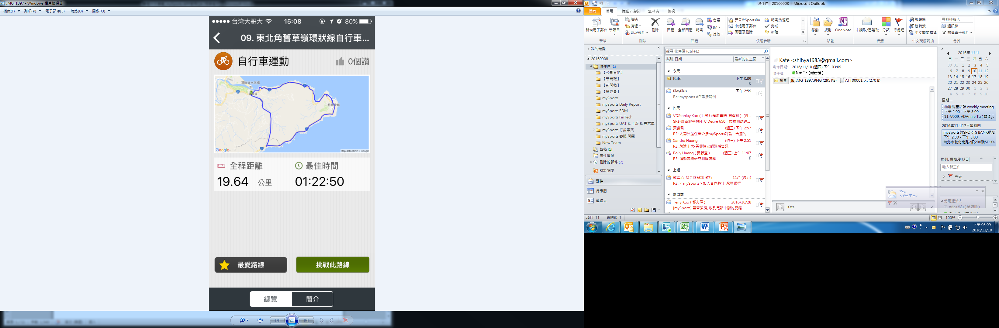 IMG_1897 - Windows 相片檢視器
檔案(F) 列印(P) 電子郵件(E) 燒錄(U) 開啟(O)
台湾大哥大 15:08 80%
09. 東北角舊草嶺環狀線自行車...
自行車運動 0個讚
福隆海水浴場
三貂角燈塔
Google
Map data ©2016 Google
全程距離 最佳時間
19.64 公里 01:22:50
最愛路線 挑戰此路線
總覽 簡介
收件匣 - 20160908 - Microsoft Outlook
檔案 常用 傳送 / 接收 資料夾 檢視
新增電子郵件 新項目
新增
略過
清理
垃圾郵件
刪除
刪除
回覆 全部回覆 轉寄
會議
IM
其他
回覆
聯采&SportsBa... 轉寄給經理
小組電子郵件 完成
回覆及刪除 新建
快速步驟
移動 規則 OneNote
移動
未讀取/已讀取 分類 待處理
標籤
繁轉簡
簡轉繁
中文繁簡轉換
中文繁簡轉換
尋找連絡人
通訊錄
篩選電子郵件
尋找
我的最愛
20160908
收件匣 (1)
【公司其他】
【新聞報】
【新聞稿】
【福委會】
mySports
mySports Daily Report
mySports EDM
mySports FinTech
mySports UAT & 上版 & 需求單
mySports 行銷專案
mySports 客服.問題
New.Team
草稿 [1]
寄件備份
刪除的郵件 (2)
RSS 摘要
郵件
行事曆
連絡人
搜尋 收件匣 (Ctrl+E)
排列: 日期 最新的在上面
今天
Kate 下午 3:09
PlayPlus 下午 2:59
Re: mysports API串接範例
昨天
VDStanley Kao ( 行動行銷處申請-高聖凱 ) (週...
SP輕度客製手機HTC Desire 650上市前測試通...
黃榮哲 (週三) 下午 2:57
RE: 人壽外溢保單介接mySports討論 - 合適的...
Sandra Huang (週三) 下午 2:51
RE: 騎進十大-黃興隆老師騎乘資訊
Polly Huang ( 黃靜宜 ) (週三) 上午 11:07
RE: 運動音樂研究相關資料
上週
蘇麗心-消金商品部-銀行 11/4 (週五)
RE: < mySports > 加入合作夥伴_永豐銀行
兩週前
Terry Kuo ( 郭力瑋 ) 2016/10/28
[mySports] 語音教練, 收到電話中斷的反應
Kate <shihya1983@gmail.com>
寄件日期: 2016/11/10 (週四) 下午 03:09
收件者: Kate Lo ( 羅仕雅 )
訊息 IMG_1897.PNG (295 KB) ATT00001.txt (270 B)
Kate
2016年 11月
日 一 二 三 四 五 六
30 31 1 2 3 4 5
6 7 8 9 10 11 12
13 14 15 16 17 18 19
20 21 22 23 24 25 26
27 28 29 30 1 2 3
4 5 6 7 8 9 10
星期一
物聯網產品課 weekly meeting
下午 2:00 - 下午 3:00
11-V009; VDAnnie Tu (
2016年11月17日星期四
mySports與SPORTS BANK網站
下午 2:30 - 下午 5:00
台北市敦化南路2段206號5F; Ka
排列: 標幟:到期日
輸入新工作
今天
Kate
<沒有主旨>
常用連絡人
Aries Wu ( 吳鴻助 )
項目: 11 未讀取: 1
100%
下午 03:09
2016/11/10